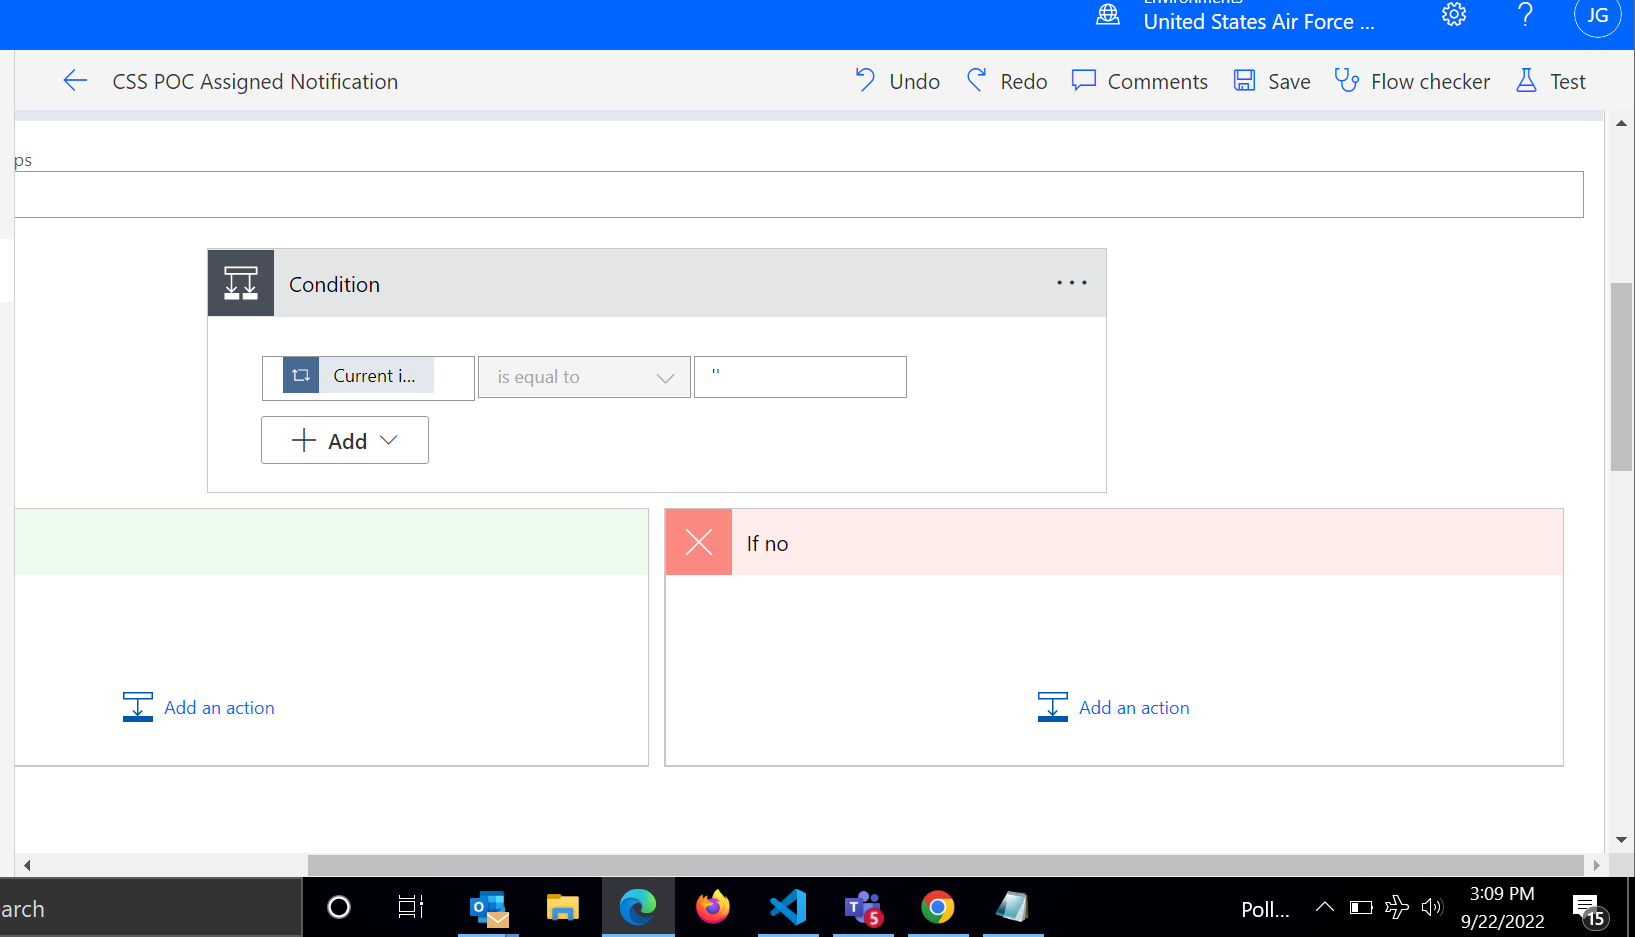 Environments
United States Air Force ...
JG
CSS POC Assigned Notification
Undo
Redo
Comments
Save
Flow checker
Test
ps
Condition
Current i...
is equal to
''
Add
If no
Add an action
Add an action
arch
5
Poll...
3:09 PM
9/22/2022
15